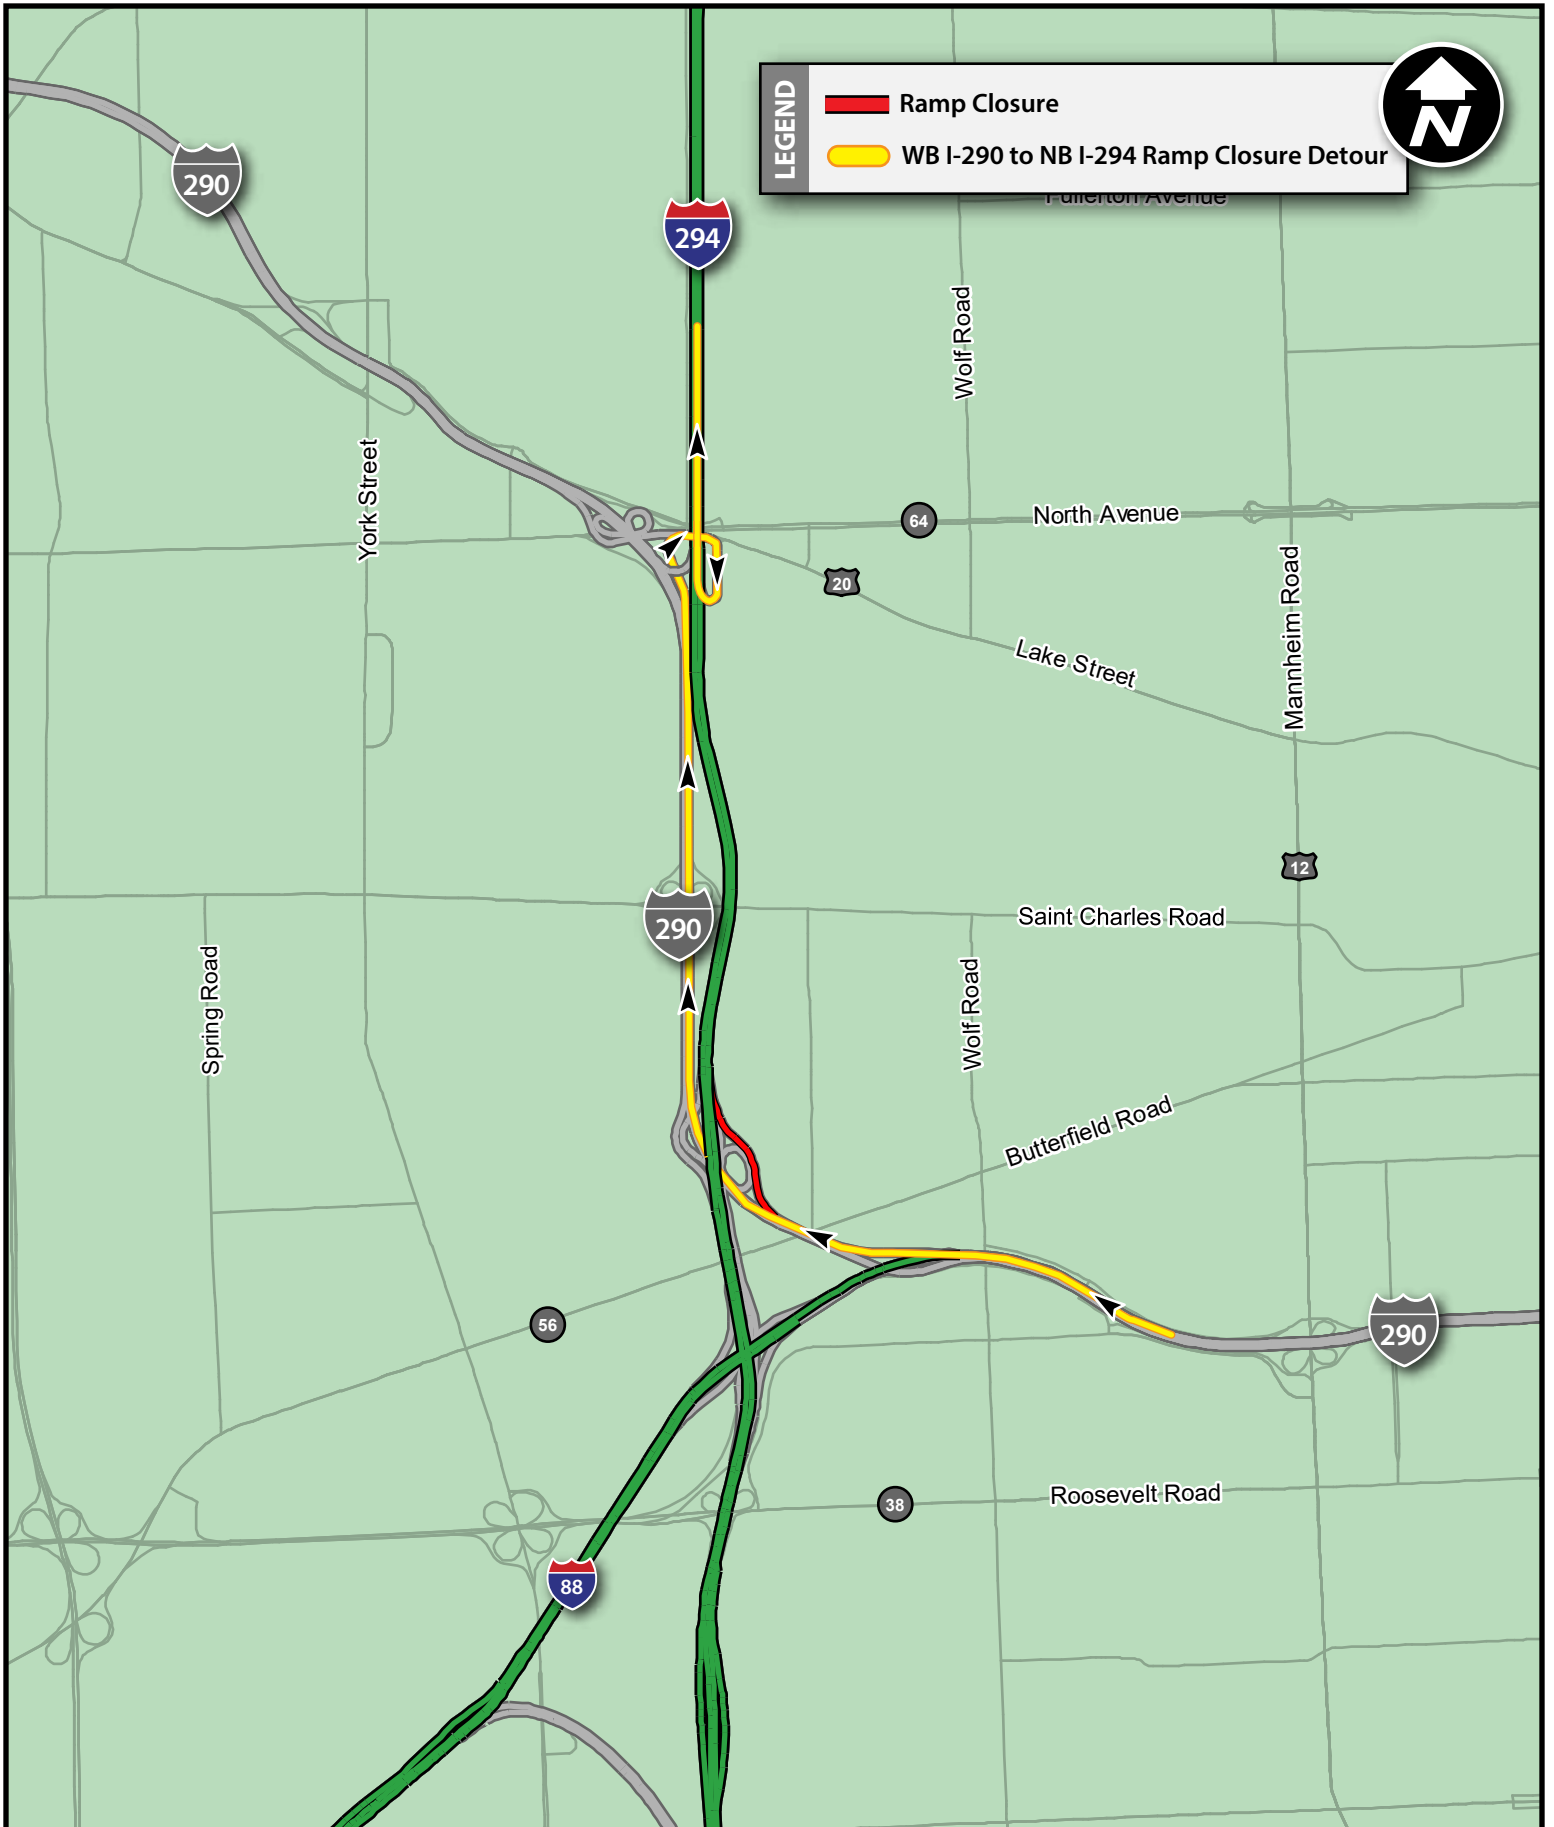 LEGEND
Ramp Closure
WB I-290 to NB I-294 Ramp Closure Detour
N
Fullerton Avenue
290
294
Wolf Road
York Street
64
North Avenue
20
Mannheim Road
Lake Street
12
290
Saint Charles Road
Spring Road
Wolf Road
Butterfield Road
56
290
38
Roosevelt Road
88